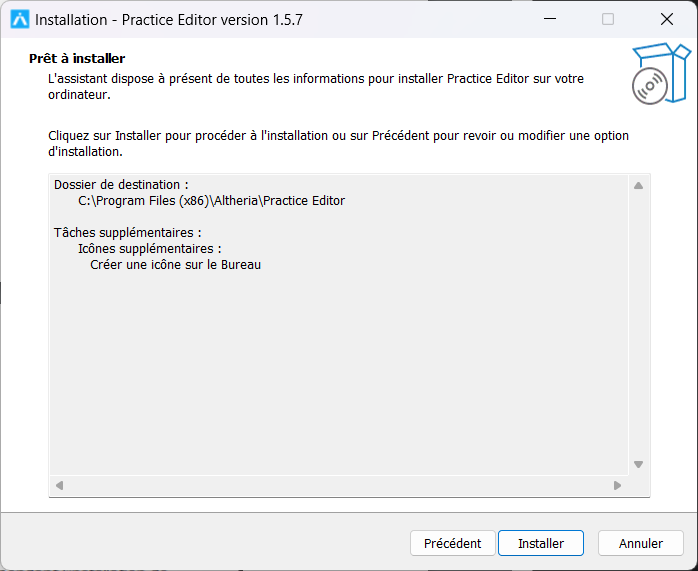 Installation - Practice Editor version 1.5.7
Prêt à installer
L'assistant dispose à présent de toutes les informations pour installer Practice Editor sur votre
ordinateur.
Cliquez sur Installer pour procéder à l'installation ou sur Précédent pour revoir ou modifier une option
d'installation.
Dossier de destination :
C:\Program Files (x86)\Altheria\Practice Editor
Tâches supplémentaires :
Icônes supplémentaires :
Créer une icône sur le Bureau
Précédent
Installer
Annuler